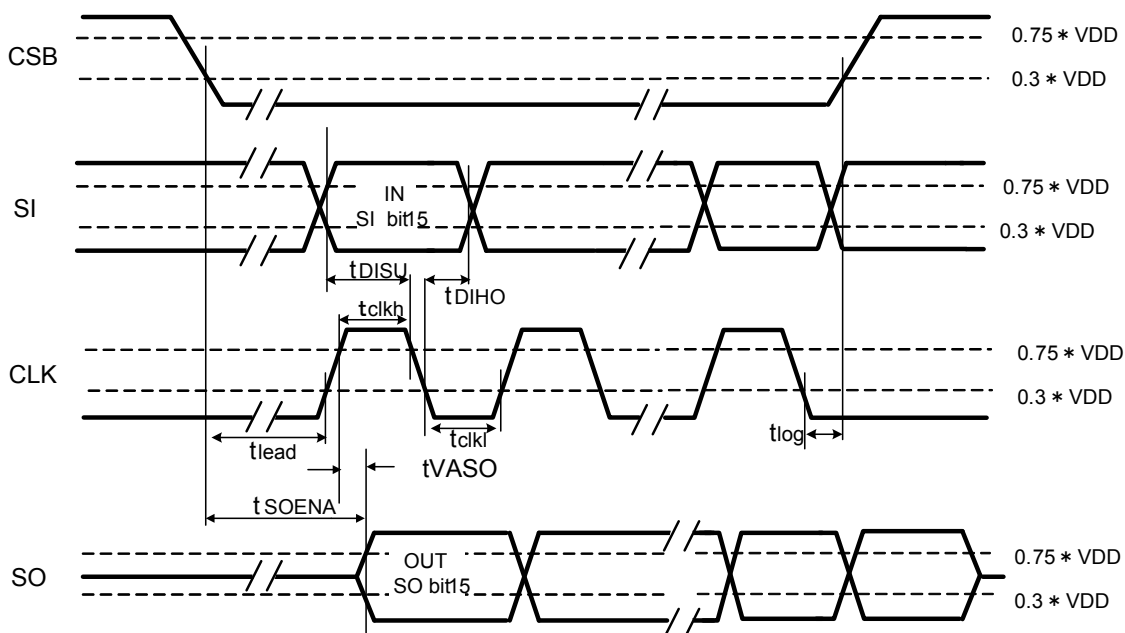 CSB
0.75 * VDD
0.3 * VDD
SI
IN
SI bit15
0.75 * VDD
0.3 * VDD
tDISU
tDIHO
tclkh
CLK
0.75 * VDD
0.3 * VDD
tlead
tclkl
tlog
tVASO
tSOENA
SO
OUT
SO bit15
0.75 * VDD
0.3 * VDD